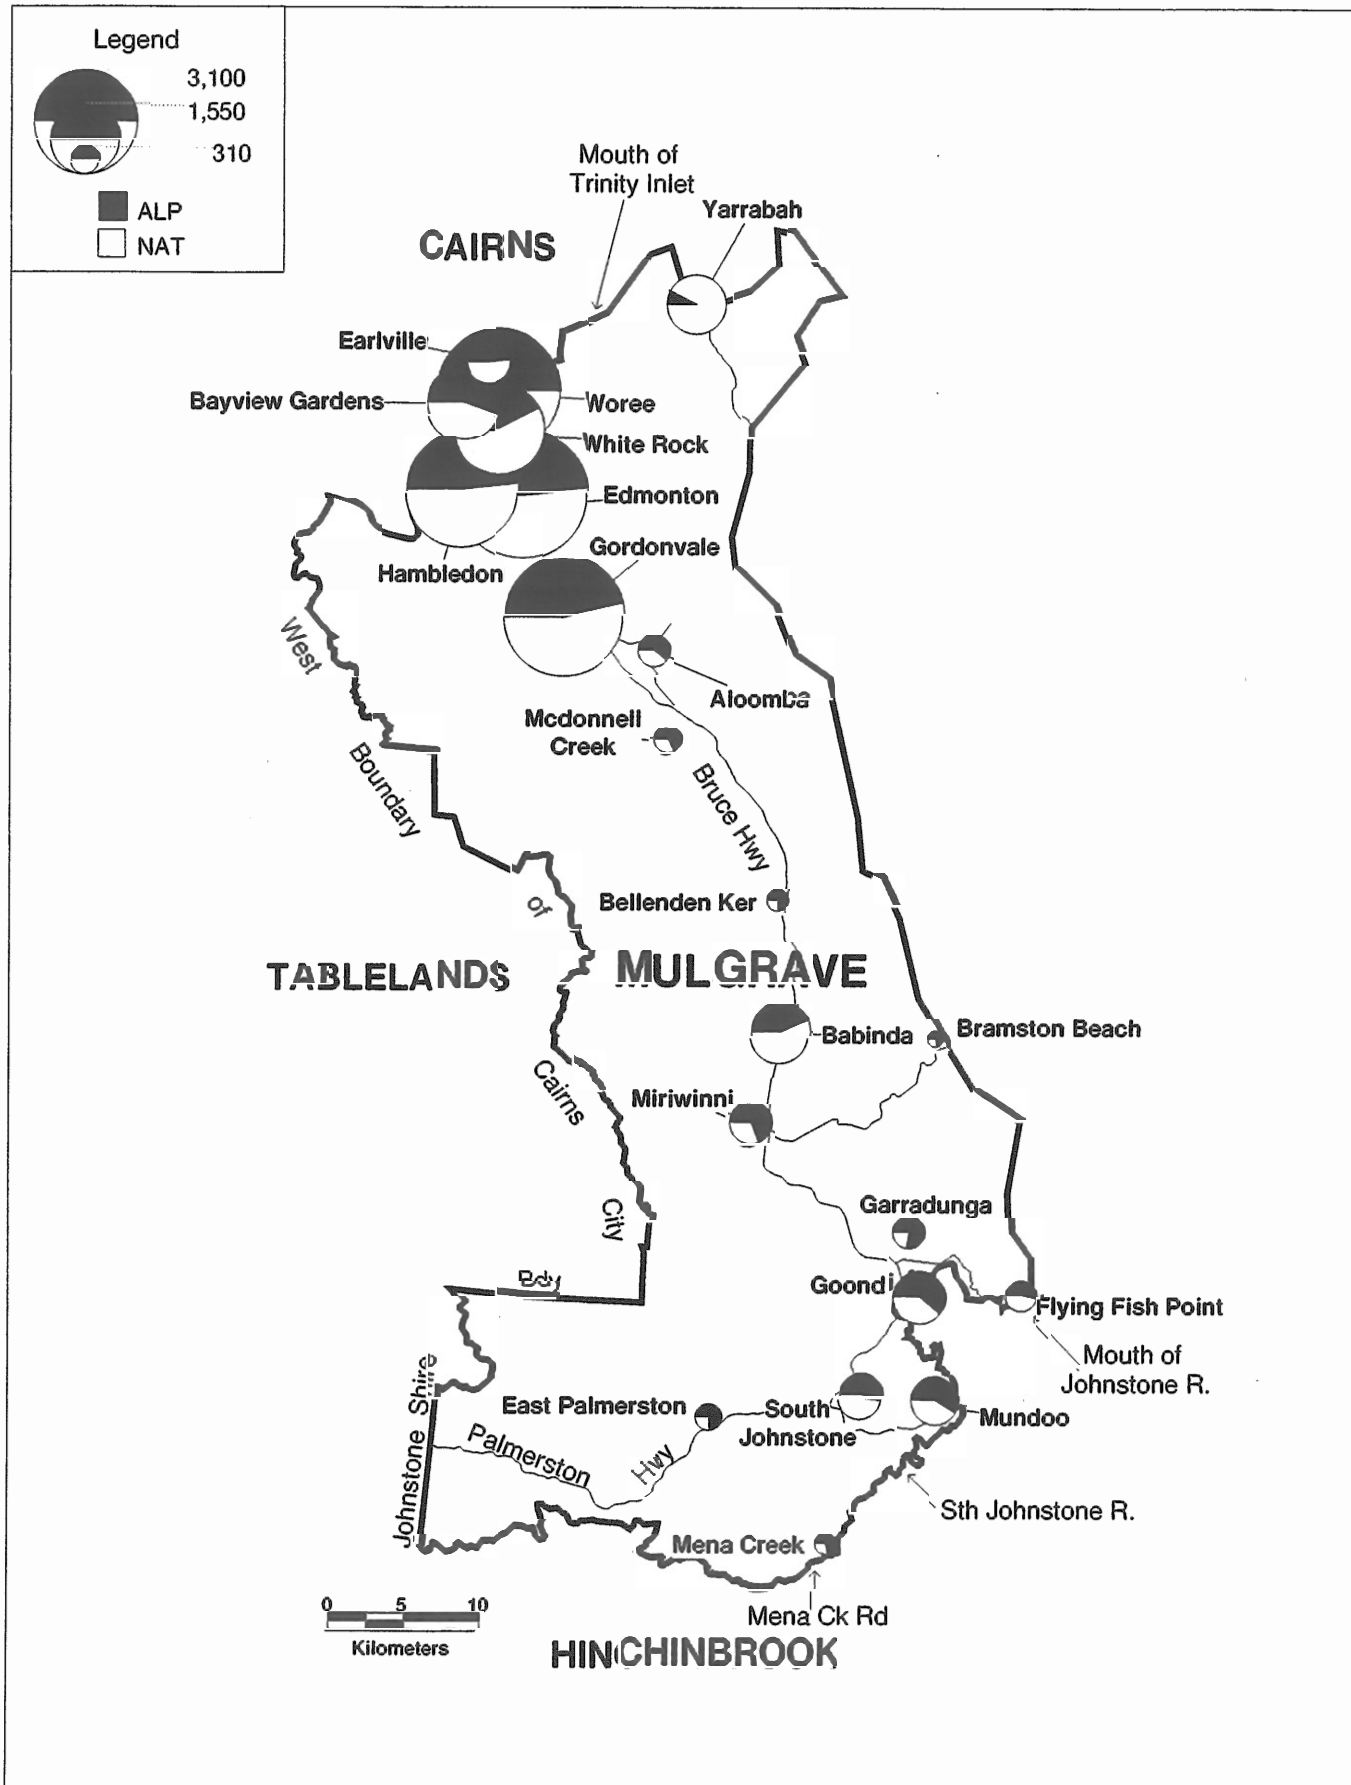 Legend
3,100
1,550
310
ALP
NAT
Mouth of
Trinity Inlet
Yarrabah
CAIRNS
Earlville
Bayview Gardens
Woree
White Rock
Edmonton
Gordonvale
Hambledon
West
Aloomba
Mcdonnell
Creek
Boundary
Bruce Hwy
Bellenden Ker
of
TABLELANDS
MULGRAVE
Babinda
Bramston Beach
Cairns
Miriwinni
City
Garradunga
Bdy
Goondi
Flying Fish Point
Mouth of
Johnstone R.
Johnstone Shire
East Palmerston
South
Johnstone
Mundoo
Palmerston
Hwy
Sth Johnstone R.
Mena Creek
0 5 10
Kilometers
Mena Ck Rd
HINCHINBROOK